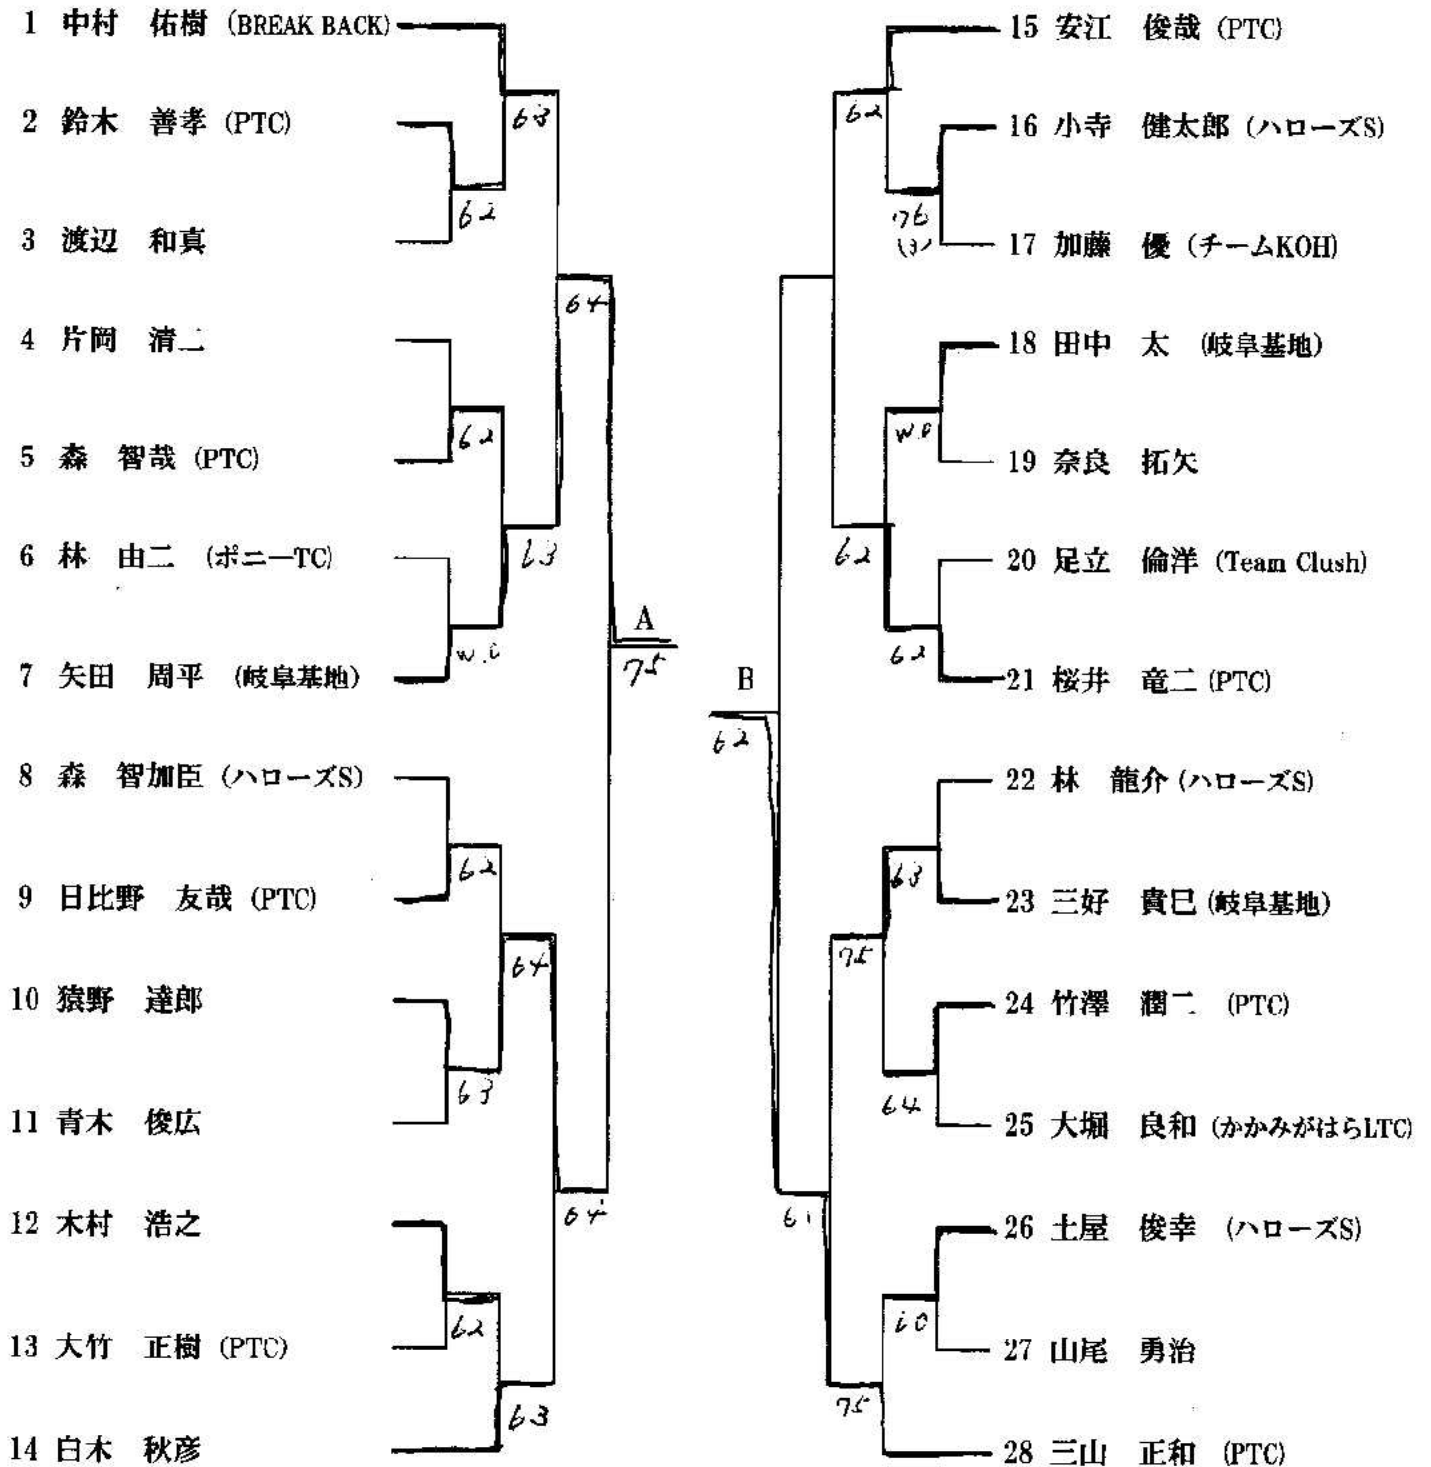 1 中村 佑樹 (BREAK BACK)
63
2 鈴木 善孝 (PTC)
62
3 渡辺 和真
64
4 片岡 清二
62
5 森 智哉 (PTC)
63
6 林 由二 (ポニーTC)
W.O
7 矢田 周平 (岐阜基地)
A
75
8 森 智加臣 (ハローズS)
62
9 日比野 友哉 (PTC)
64
10 猿野 達郎
63
11 青木 俊広
64
12 木村 浩之
62
13 大竹 正樹 (PTC)
63
14 白木 秋彦
15 安江 俊哉 (PTC)
62
16 小寺 健太郎 (ハローズS)
76
(3)
17 加藤 優 (チームKOH)
18 田中 太 (岐阜基地)
W.O
19 奈良 拓矢
62
20 足立 倫洋 (Team Clush)
62
21 桜井 竜二 (PTC)
B
62
22 林 龍介 (ハローズS)
63
23 三好 貴巳 (岐阜基地)
75
24 竹澤 潤二 (PTC)
64
25 大堀 良和 (かかみがはらLTC)
61
26 土屋 俊幸 (ハローズS)
60
27 山尾 勇治
75
28 三山 正和 (PTC)